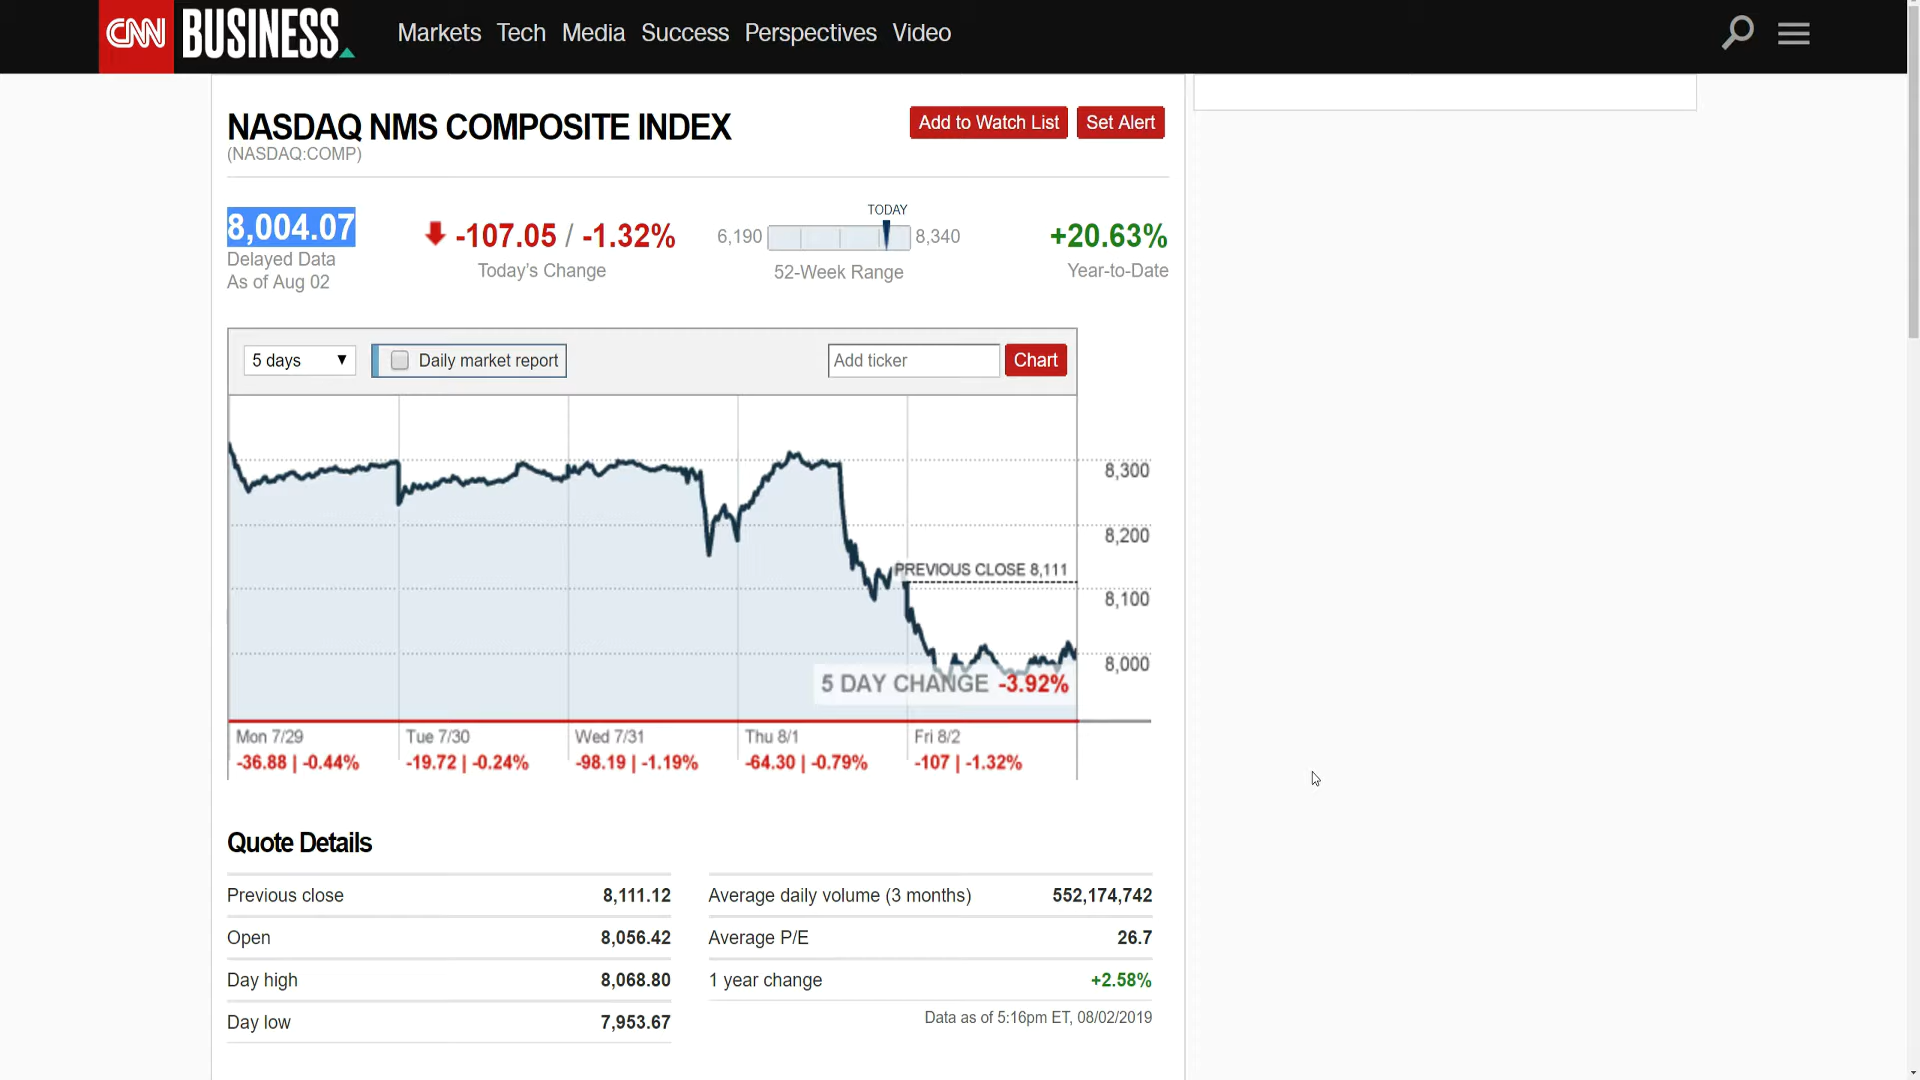 CNN BUSINESS Markets Tech Media Success Perspectives Video
NASDAQ NMS COMPOSITE INDEX
(NASDAQ:COMP)
Add to Watch List Set Alert
8,004.07
Delayed Data
As of Aug 02
-107.05 / -1.32%
Today's Change
TODAY
6,190 8,340
52-Week Range
+20.63%
Year-to-Date
5 days ▼ Daily market report Add ticker Chart
8,300
8,200
PREVIOUS CLOSE 8,111
8,100
8,000
5 DAY CHANGE -3.92%
Mon 7/29 Tue 7/30 Wed 7/31 Thu 8/1 Fri 8/2
-36.88 | -0.44% -19.72 | -0.24% -98.19 | -1.19% -64.30 | -0.79% -107 | -1.32%
Quote Details
Previous close 8,111.12
Open 8,056.42
Day high 8,068.80
Day low 7,953.67
Average daily volume (3 months) 552,174,742
Average P/E 26.7
1 year change +2.58%
Data as of 5:16pm ET, 08/02/2019